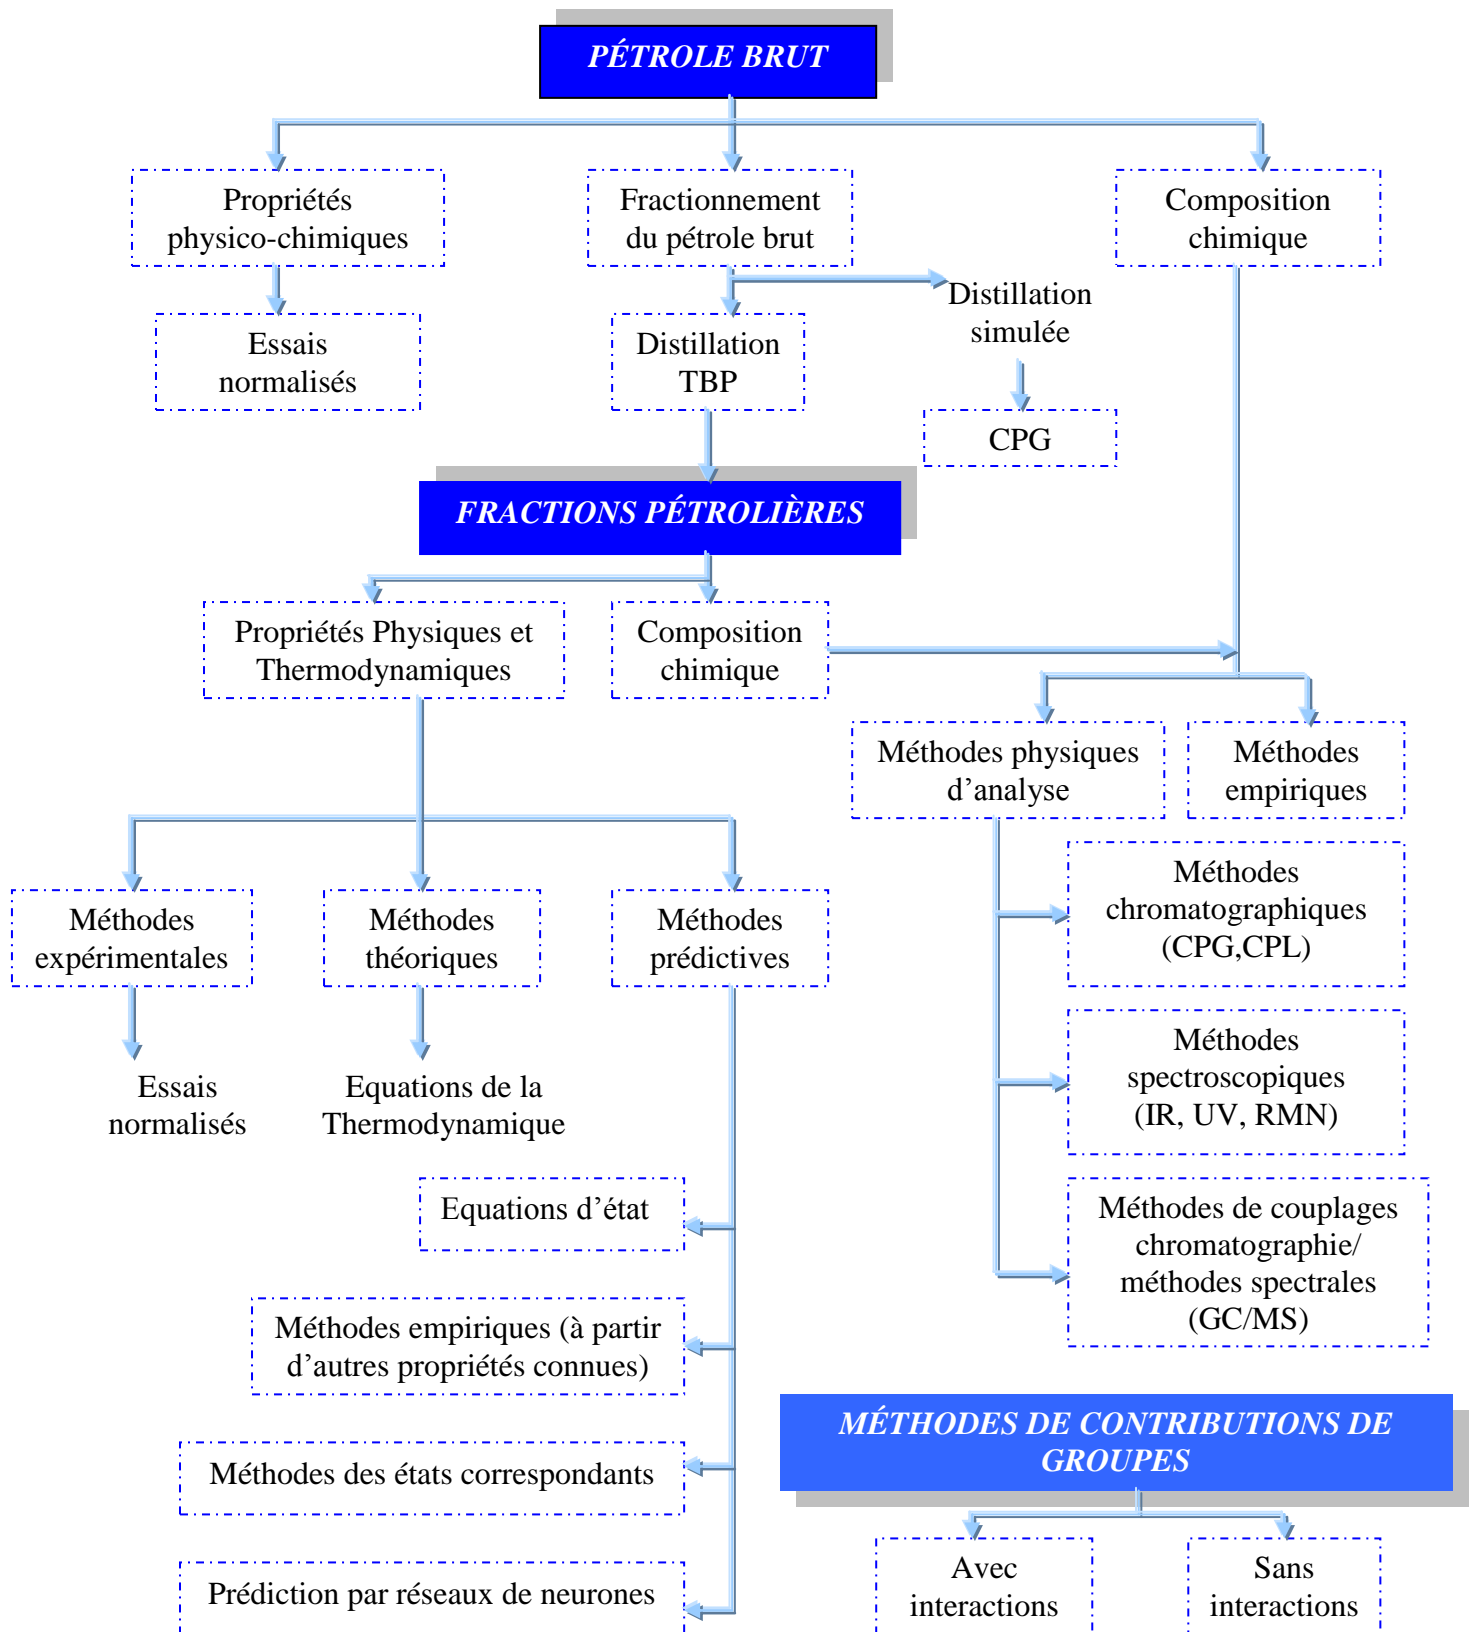 PÉTROLE BRUT
Propriétés
physico-chimiques
Fractionnement
du pétrole brut
Composition
chimique
Essais
normalisés
Distillation
TBP
Distillation
simulée
CPG
FRACTIONS PÉTROLIÈRES
Propriétés Physiques et
Thermodynamiques
Composition
chimique
Méthodes physiques
d’analyse
Méthodes
empiriques
Méthodes
chromatographiques
(CPG,CPL)
Méthodes
expérimentales
Méthodes
théoriques
Méthodes
prédictives
Méthodes
spectroscopiques
(IR, UV, RMN)
Essais
normalisés
Equations de la
Thermodynamique
Equations d’état
Méthodes de couplages
chromatographie/
méthodes spectrales
(GC/MS)
Méthodes empiriques (à partir
d’autres propriétés connues)
Méthodes des états correspondants
Prédiction par réseaux de neurones
MÉTHODES DE CONTRIBUTIONS DE
GROUPES
Avec
interactions
Sans
interactions